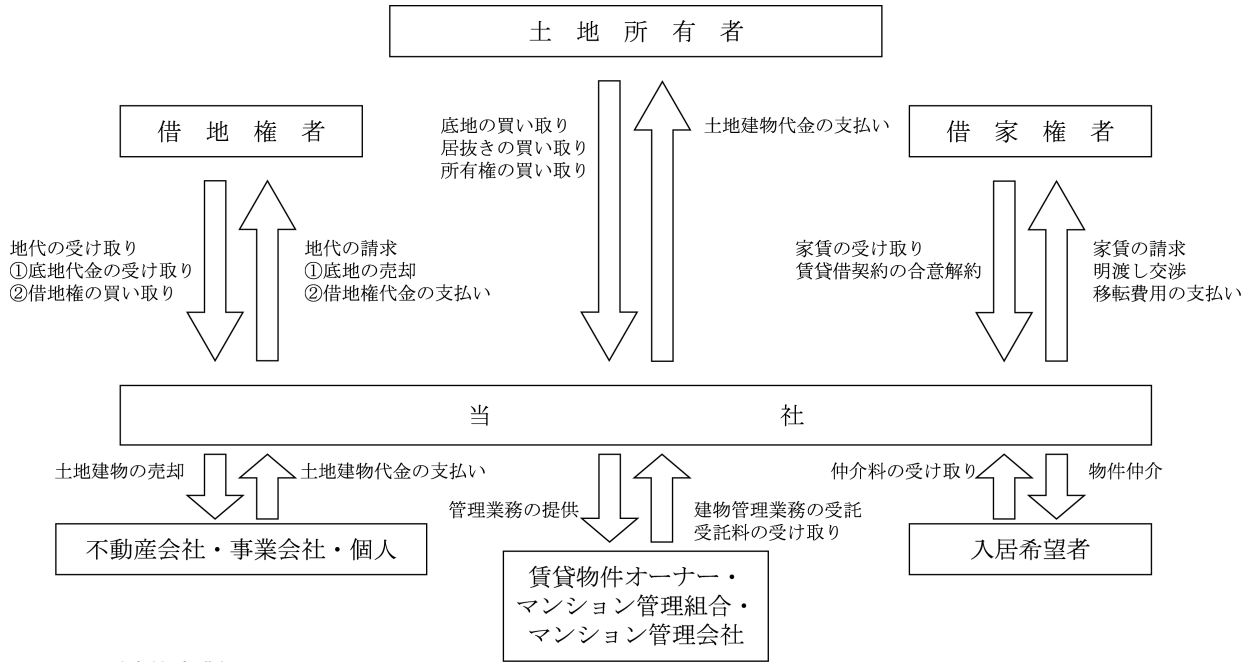 土地所有者
借地権者
借家権者
底地の買い取り
居抜きの買い取り
所有権の買い取り
土地建物代金の支払い
地代の受け取り
①底地代金の受け取り
②借地権の買い取り
地代の請求
①底地の売却
②借地権代金の支払い
家賃の受け取り
賃貸借契約の合意解約
家賃の請求
明渡し交渉
移転費用の支払い
当社
土地建物の売却
土地建物代金の支払い
管理業務の提供
建物管理業務の受託
受託料の受け取り
仲介料の受け取り
物件仲介
不動産会社・事業会社・個人
賃貸物件オーナー・
マンション管理組合・
マンション管理会社
入居希望者